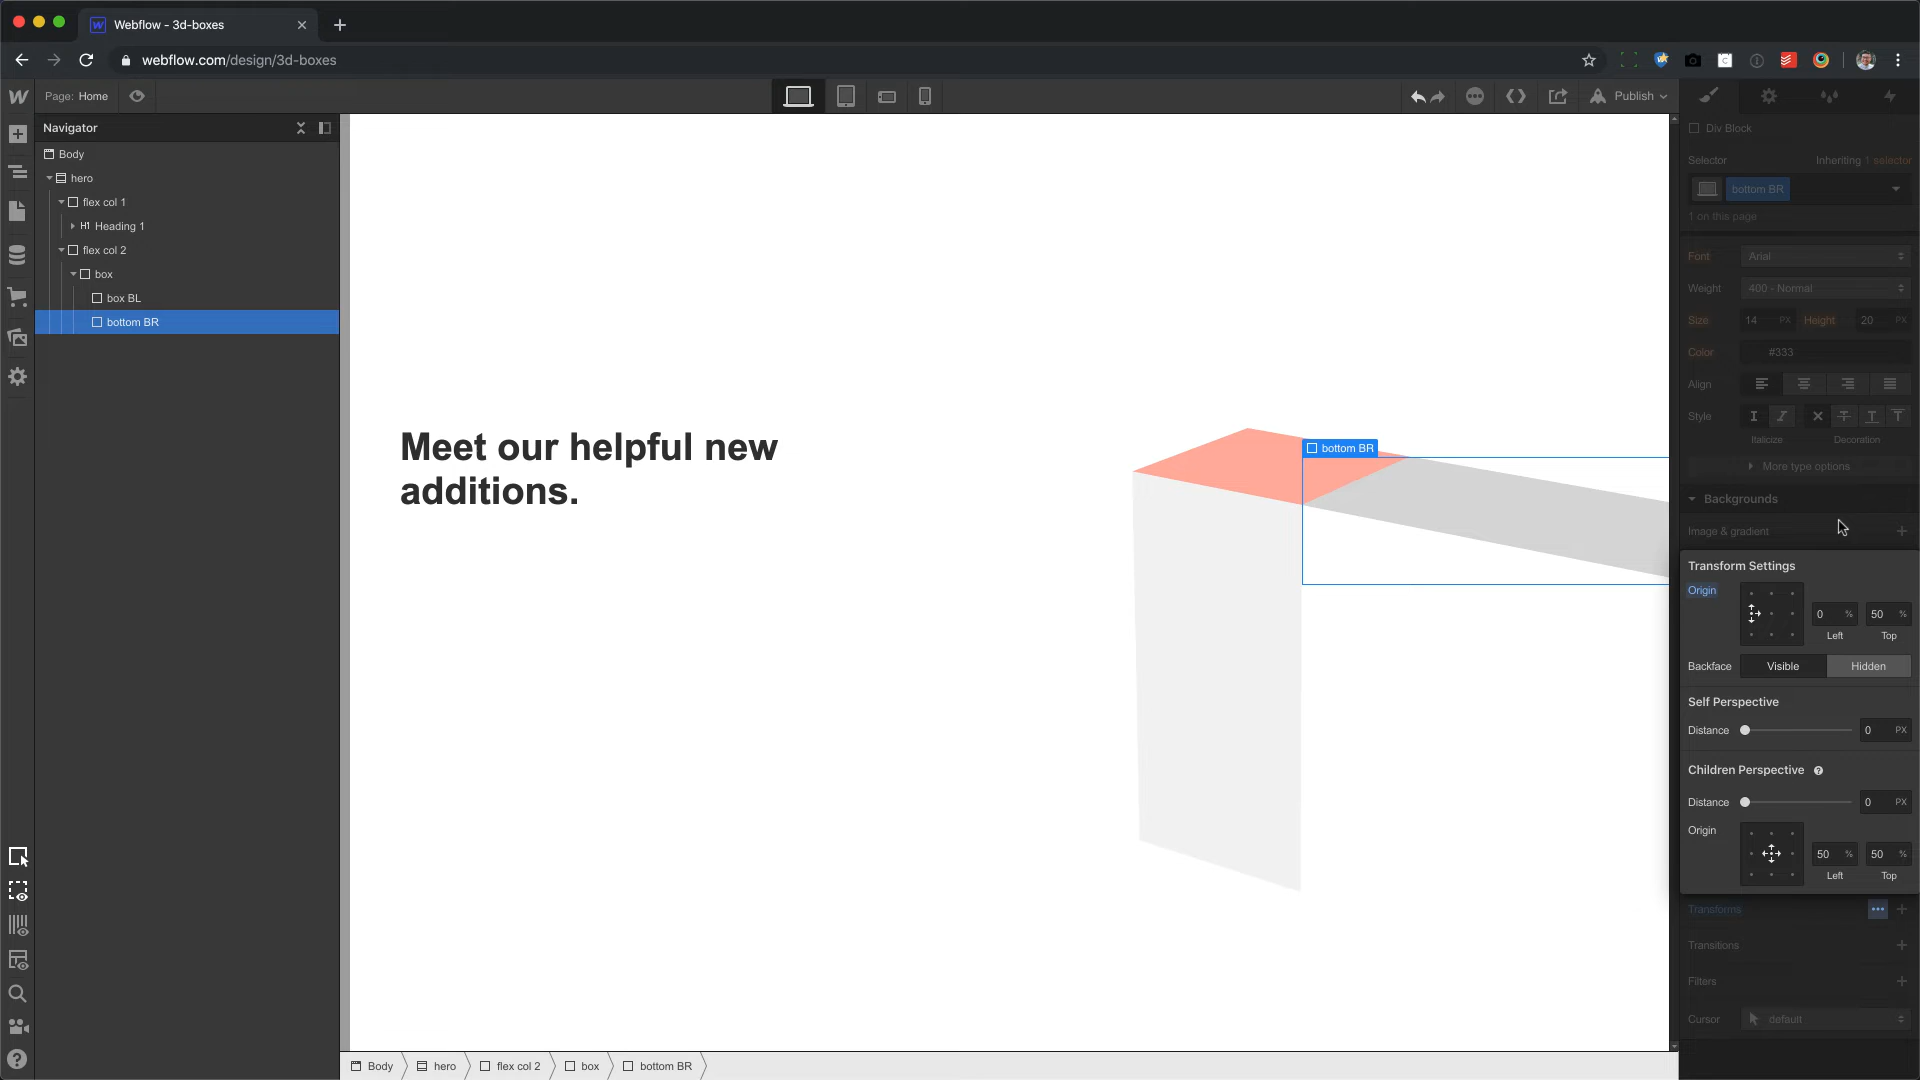 Webflow - 3d-boxes
webflow.com/design/3d-boxes
Page: Home
Publish
Navigator
Body
hero
flex col 1
H1 Heading 1
flex col 2
box
box BL
bottom BR
Meet our helpful new
additions.
bottom BR
Div Block
Selector
Inheriting 1 selector
bottom BR
1 on this page
Font
Arial
Weight
400 - Normal
Size
14 PX
Height
20 PX
Color
#333
Align
Style
Italicize
Decoration
More type options
Backgrounds
Image & gradient
Transform Settings
Origin
0 %
50 %
Left
Top
Backface
Visible
Hidden
Self Perspective
Distance
0 PX
Children Perspective
Distance
0 PX
Origin
50 %
50 %
Left
Top
Transforms
Transitions
Filters
Cursor
default
Body
hero
flex col 2
box
bottom BR